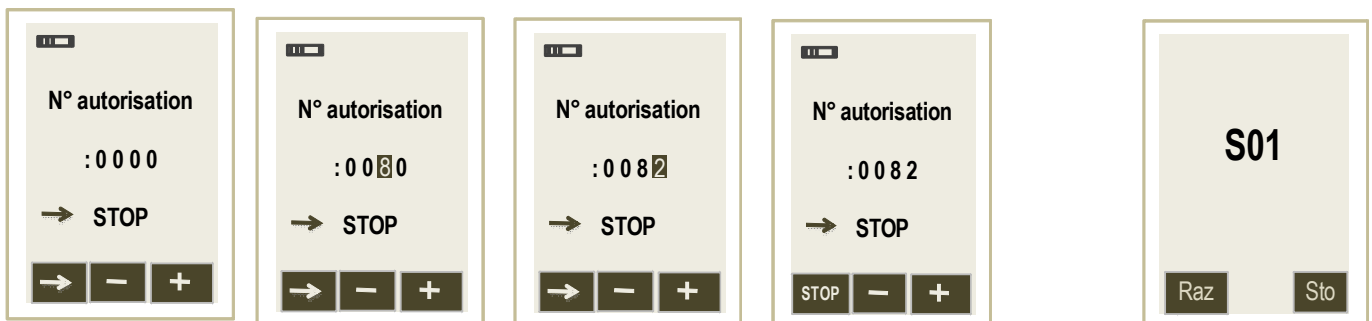 N° autorisation
: 0 0 0 0
→ STOP
→ − +
N° autorisation
: 0 0 8 0
→ STOP
→ − +
N° autorisation
: 0 0 8 2
→ STOP
→ − +
N° autorisation
: 0 0 8 2
→ STOP
STOP − +
S01
Raz Sto